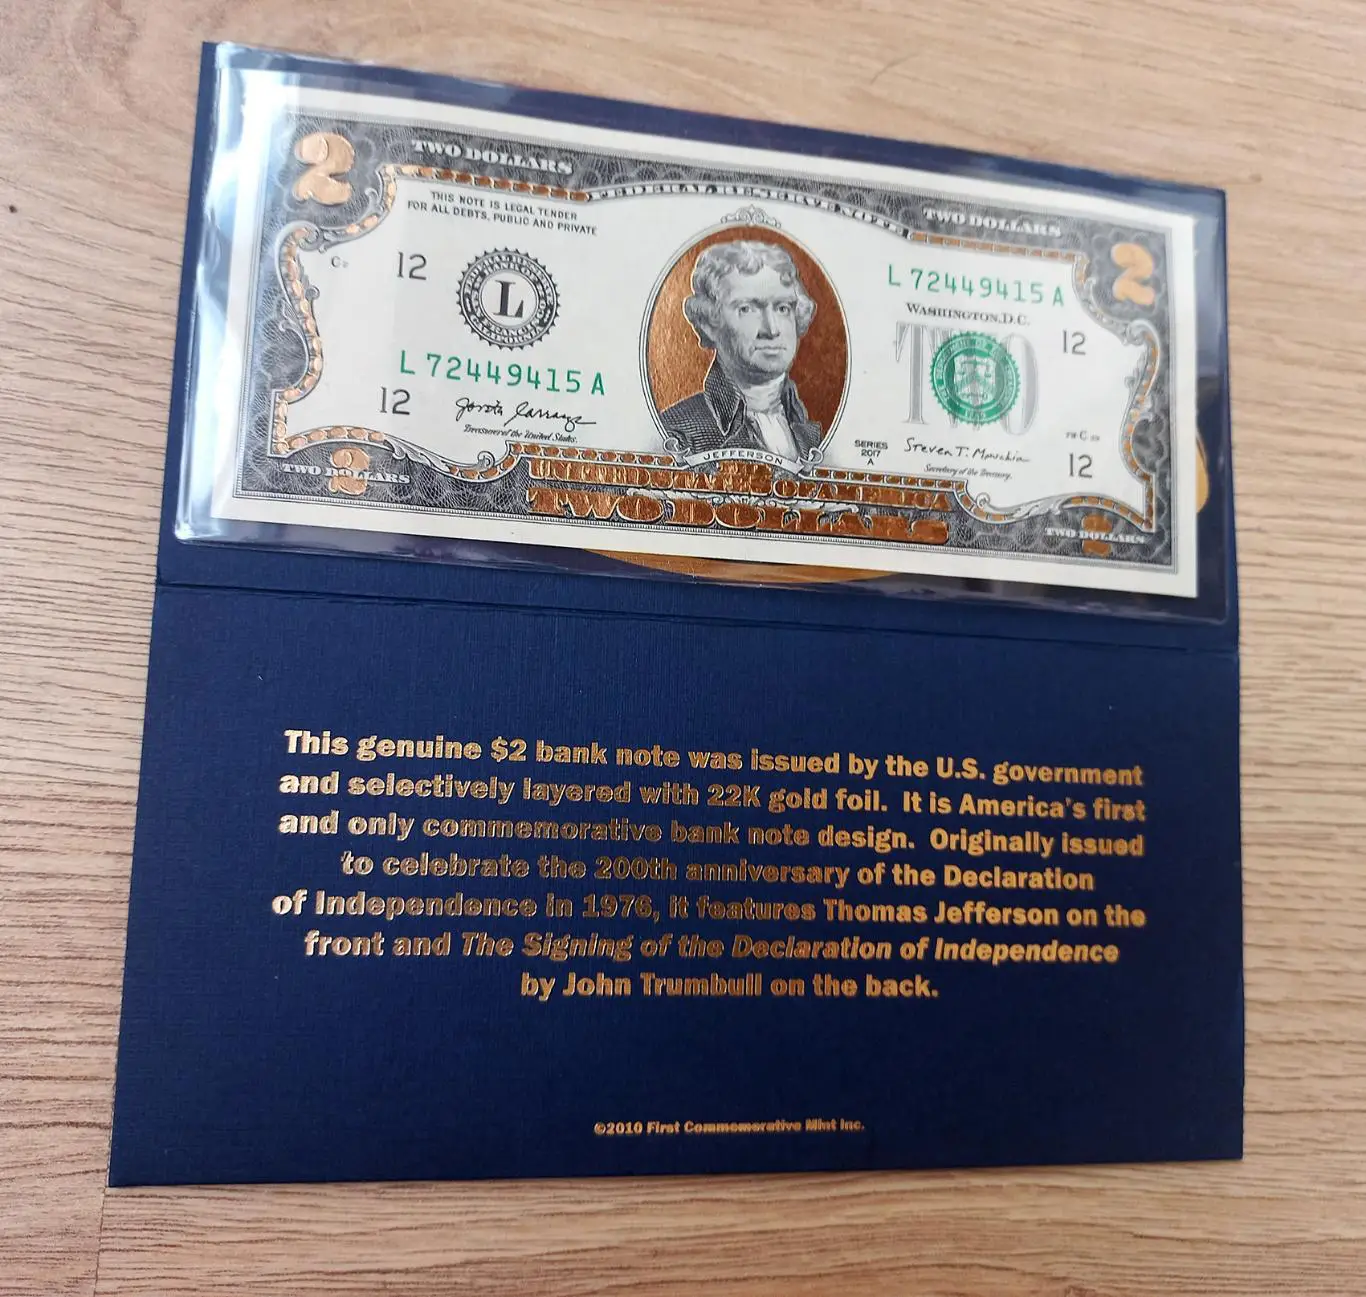 TWO DOLLARS
FEDERAL RESERVE NOTE
TWO DOLLARS
2
2
THIS NOTE IS LEGAL TENDER
FOR ALL DEBTS, PUBLIC AND PRIVATE
12
L
L 72449415 A
WASHINGTON, D.C.
12
TWO
L 72449415 A
12
Treasurer of the United States.
JEFFERSON
SERIES
2017
A
Steven T. Mnuchin
Secretary of the Treasury.
12
TWO DOLLARS
2
THE
UNITED STATES OF AMERICA
TWO DOLLARS
TWO DOLLARS
2
This genuine $2 bank note was issued by the U.S. government
and selectively layered with 22K gold foil. It is America's first
and only commemorative bank note design. Originally issued
to celebrate the 200th anniversary of the Declaration
of Independence in 1976, it features Thomas Jefferson on the
front and The Signing of the Declaration of Independence
by John Trumbull on the back.
©2010 First Commemorative Mint Inc.